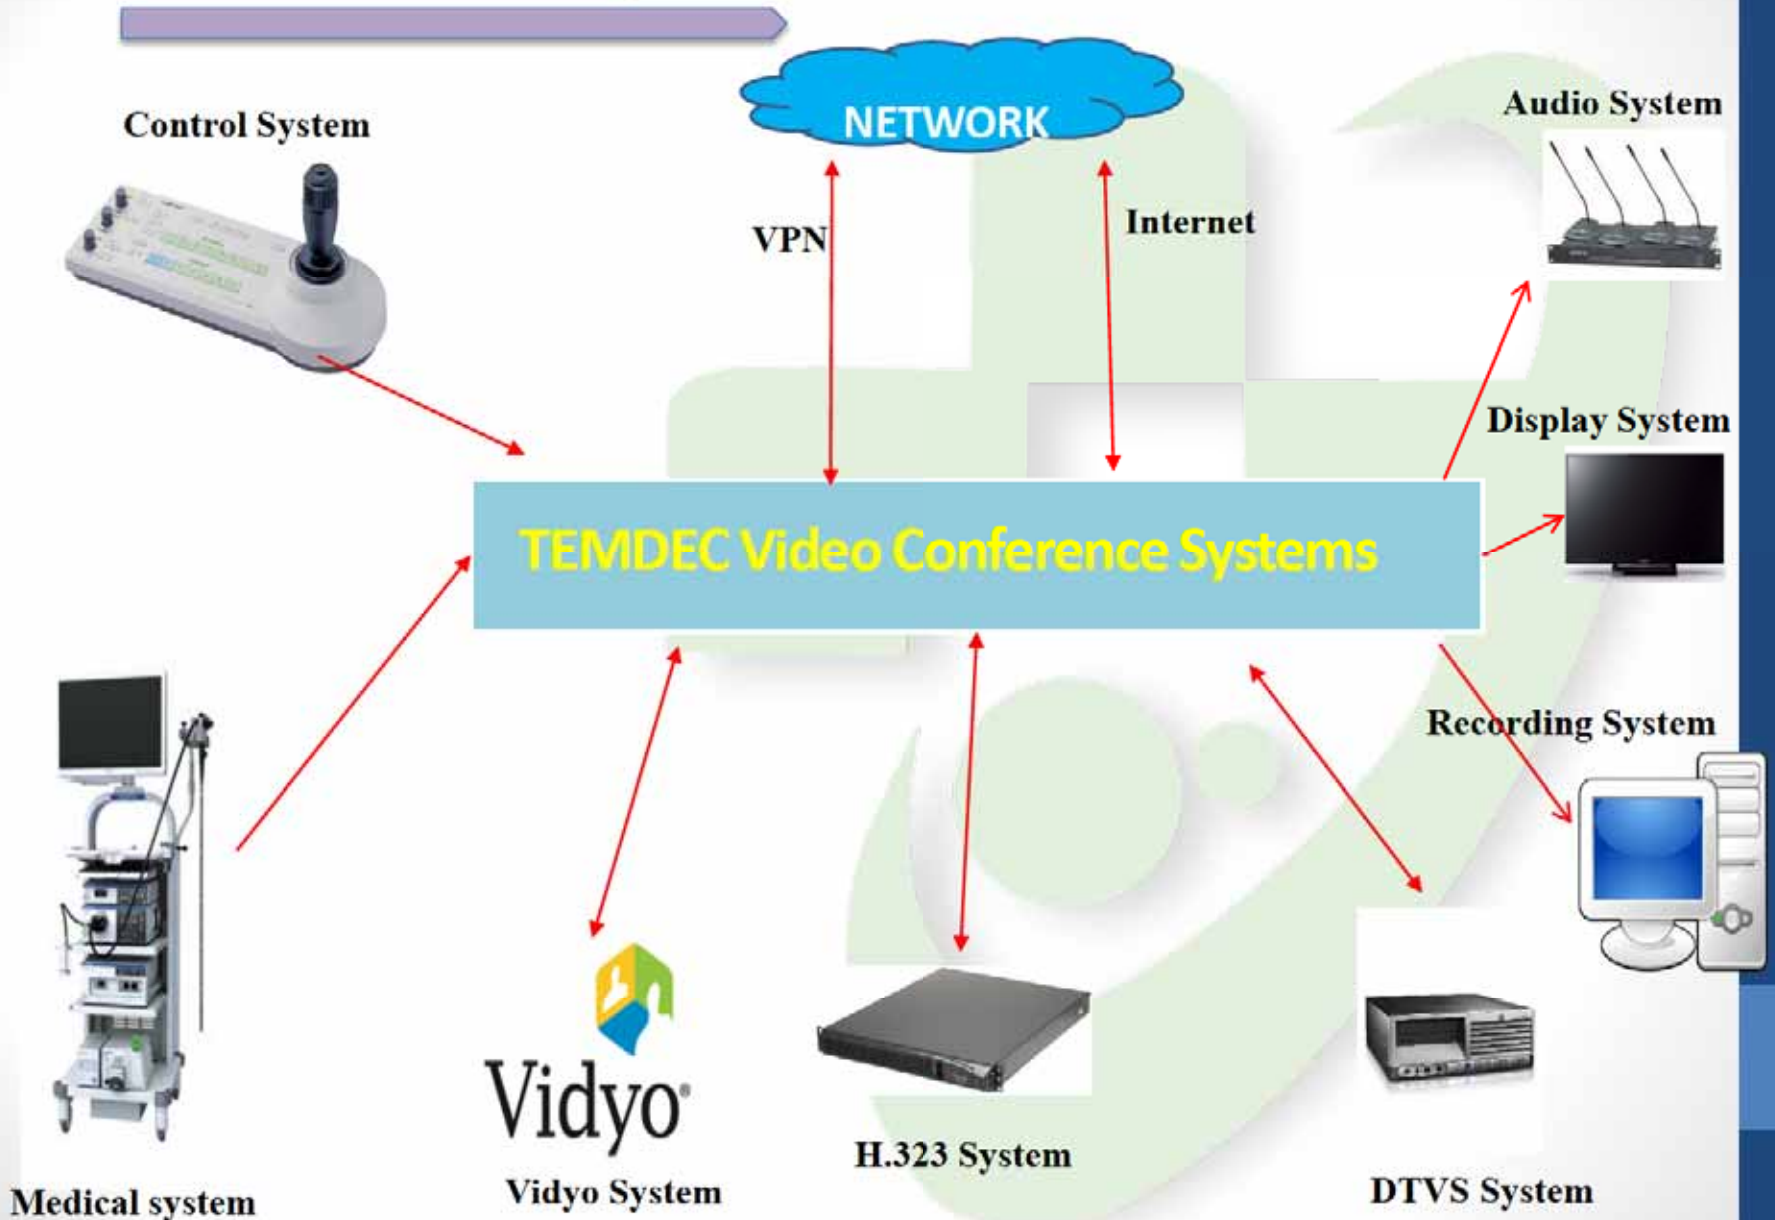 NETWORK
Control System
Audio System
VPN
Internet
Display System
TEMDEC Video Conference Systems
Recording System
Vidyo®
H.323 System
Vidyo System
DTVS System
Medical system